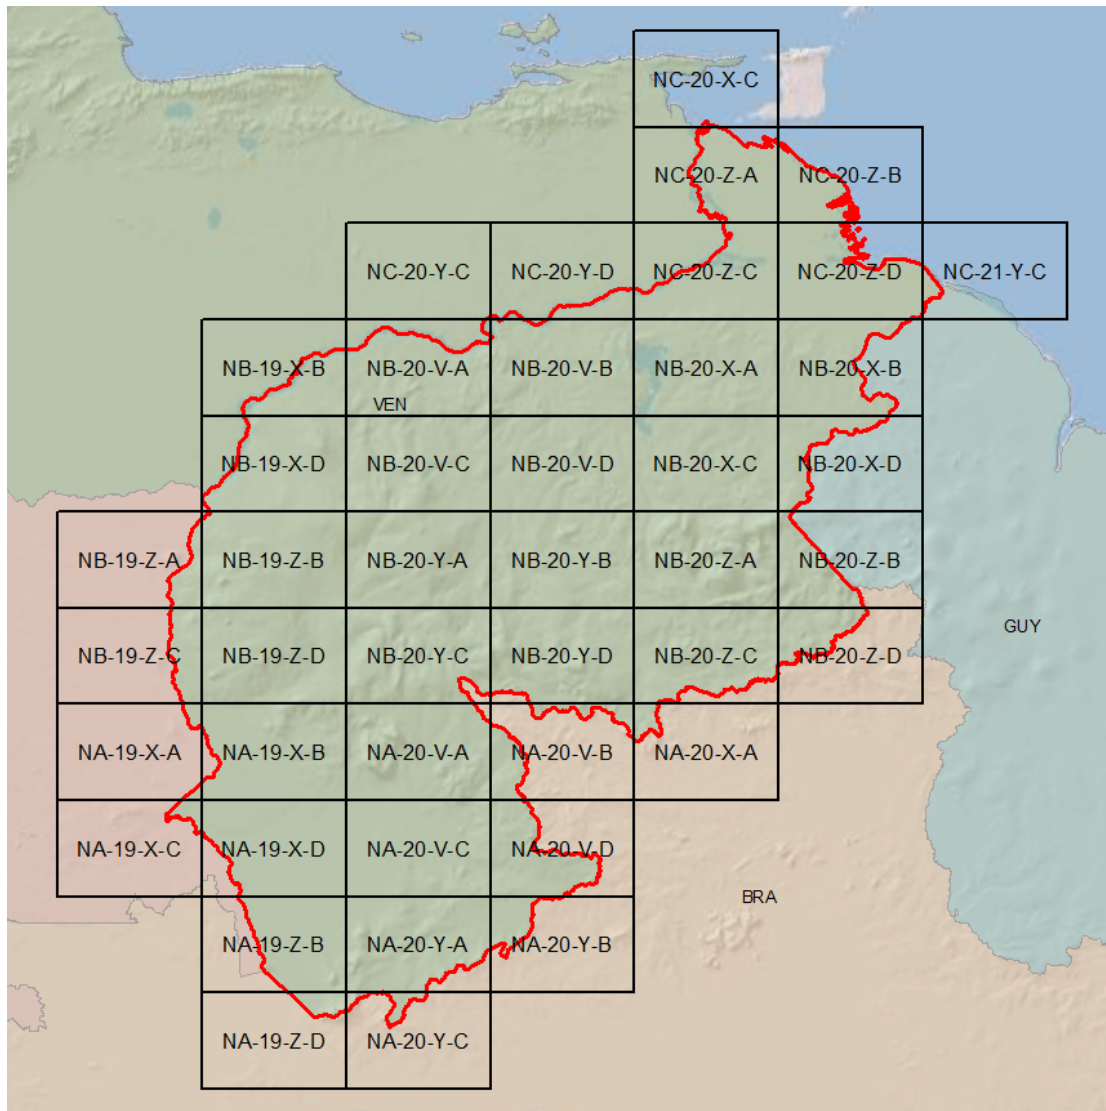 NC-20-X-C
NC-20-Z-A NC-20-Z-B
NC-20-Y-C NC-20-Y-D NC-20-Z-C NC-20-Z-D NC-21-Y-C
NB-19-X-B NB-20-V-A NB-20-V-B NB-20-X-A NB-20-X-B
VEN
NB-19-X-D NB-20-V-C NB-20-V-D NB-20-X-C NB-20-X-D
NB-19-Z-A NB-19-Z-B NB-20-Y-A NB-20-Y-B NB-20-Z-A NB-20-Z-B
GUY
NB-19-Z-C NB-19-Z-D NB-20-Y-C NB-20-Y-D NB-20-Z-C NB-20-Z-D
NA-19-X-A NA-19-X-B NA-20-V-A NA-20-V-B NA-20-X-A
NA-19-X-C NA-19-X-D NA-20-V-C NA-20-V-D
BRA
NA-19-Z-B NA-20-Y-A NA-20-Y-B
NA-19-Z-D NA-20-Y-C